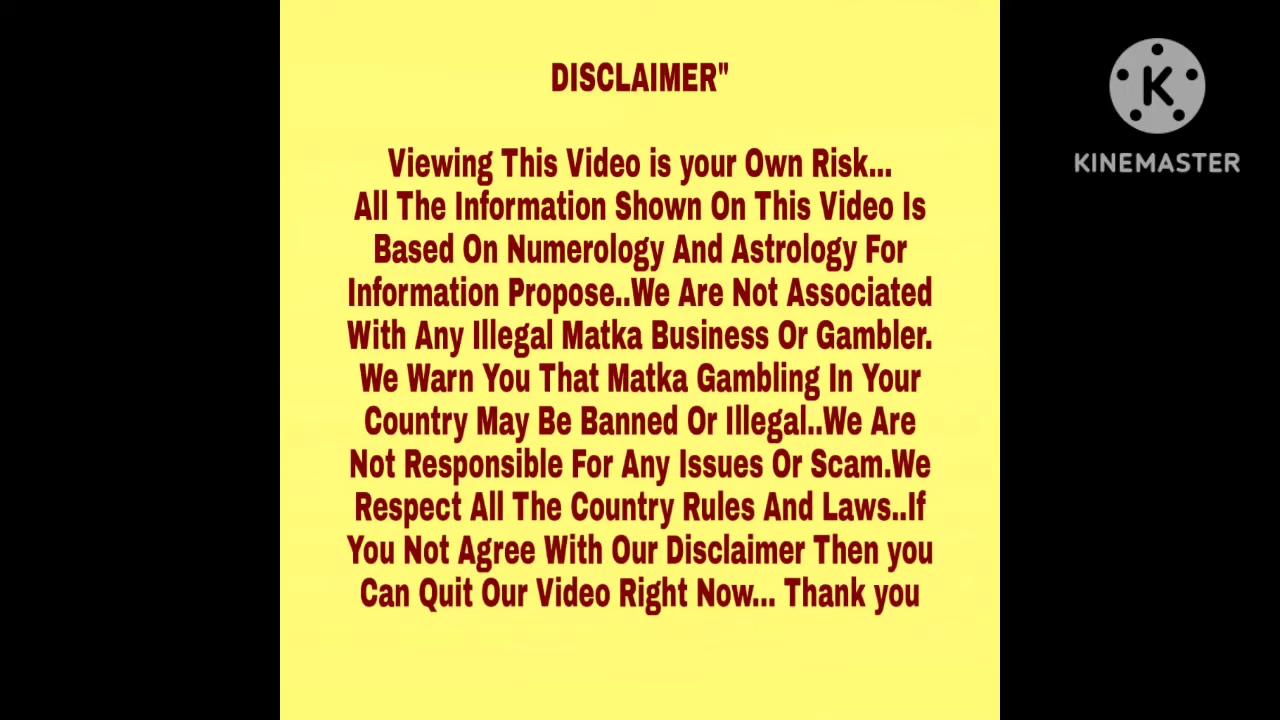 DISCLAIMER"
Viewing This Video is your Own Risk...
All The Information Shown On This Video Is
Based On Numerology And Astrology For
Information Propose..We Are Not Associated
With Any Illegal Matka Business Or Gambler.
We Warn You That Matka Gambling In Your
Country May Be Banned Or Illegal..We Are
Not Responsible For Any Issues Or Scam.We
Respect All The Country Rules And Laws..If
You Not Agree With Our Disclaimer Then you
Can Quit Our Video Right Now... Thank you
K
KINEMASTER